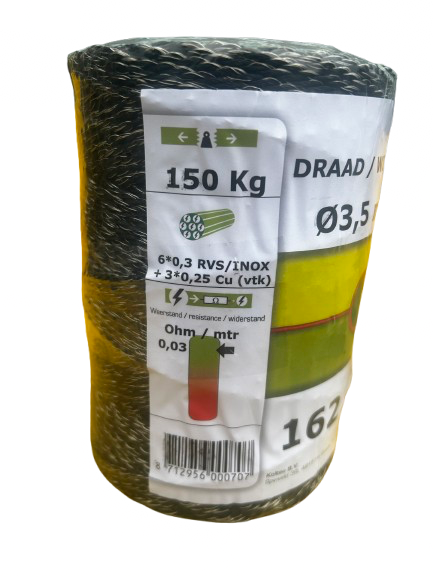 150 Kg
6*0,3 RVS/INOX
+ 3*0,25 Cu (vtk)
Ω
Weerstand / resistance / widerstand
Ohm / mtr
0,03
8 712956 000707
DRAAD /
Ø3,5
162